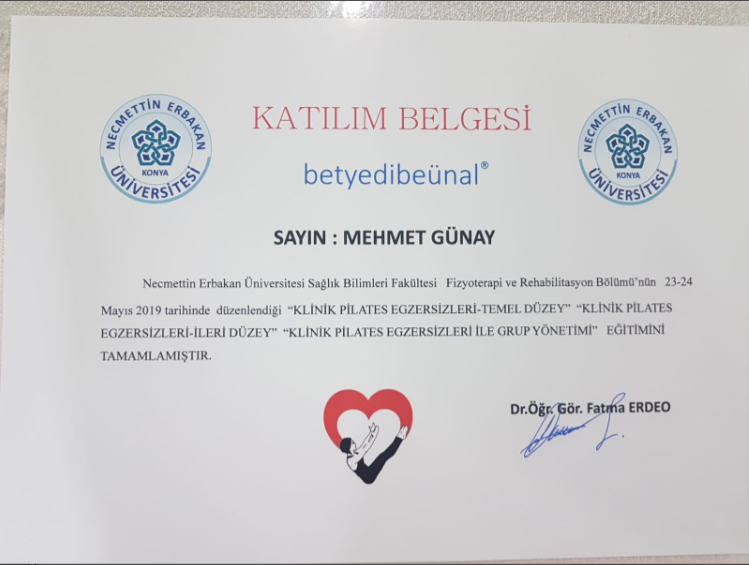 KATILIM BELGESİ
NECMETTİN ERBAKAN
KONYA
ÜNİVERSİTESİ
NECMETTİN ERBAKAN
KONYA
ÜNİVERSİTESİ
betyedibeünal®
SAYIN : MEHMET GÜNAY
Necmettin Erbakan Üniversitesi Sağlık Bilimleri Fakültesi Fizyoterapi ve Rehabilitasyon Bölümü'nün 23-24
Mayıs 2019 tarihinde düzenlendiği “KLİNİK PİLATES EGZERSİZLERİ-TEMEL DÜZEY” “KLİNİK PİLATES
EGZERSİZLERİ-İLERİ DÜZEY” “KLİNİK PİLATES EGZERSİZLERİ İLE GRUP YÖNETİMİ” EĞİTİMİNİ
TAMAMLAMIŞTIR.
Dr.Öğr. Gör. Fatma ERDEO